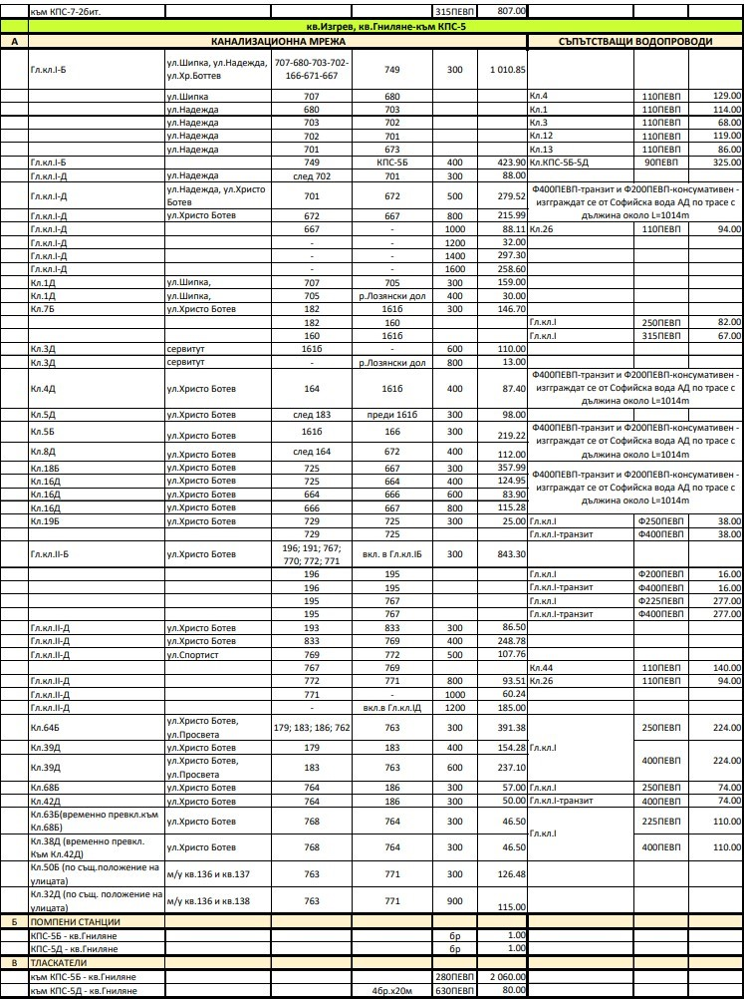 към КПС-7-2бит. 315ПЕВП 807.00
кв.Изгрев, кв.Гниляне-към КПС-5
А КАНАЛИЗАЦИОННА МРЕЖА СЪПЪТСТВАЩИ ВОДОПРОВОДИ
Гл.кл.I-Б ул.Шипка, ул.Надежда, ул.Хр.Боттев 707-680-703-702-166-671-667 749 300 1 010.85
ул.Шипка 707 680 Кл.4 110ПЕВП 129.00
ул.Надежда 680 703 Кл.1 110ПЕВП 114.00
ул.Надежда 703 702 Кл.3 110ПЕВП 68.00
ул.Надежда 702 701 Кл.12 110ПЕВП 119.00
ул.Надежда 701 673 Кл.13 110ПЕВП 86.00
Гл.кл.I-Б 749 КПС-5Б 400 423.90 Кл.КПС-5Б-5Д 90ПЕВП 325.00
Гл.кл.I-Д ул.Надежда след 702 701 300 88.00
Гл.кл.I-Д ул.Надежда, ул.Христо Ботев 701 672 500 279.52 Ф400ПЕВП-транзит и Ф200ПЕВП-консумативен - изгграждат се от Софийска вода АД по трасе с дължина около L=1014m
Гл.кл.I-Д ул.Христо Ботев 672 667 800 215.99
Гл.кл.I-Д 667 - 1000 88.11 Кл.26 110ПЕВП 94.00
Гл.кл.I-Д - - 1200 32.00
Гл.кл.I-Д - - 1400 297.30
Гл.кл.I-Д - - 1600 258.60
Кл.1Д ул.Шипка, 707 705 300 159.00
Кл.1Д ул.Шипка, 705 р.Лозянски дол 400 30.00
Кл.7Б ул.Христо Ботев 182 161б 300 146.70
182 160 Гл.кл.I 250ПЕВП 82.00
160 161б Гл.кл.I 315ПЕВП 67.00
Кл.3Д сервитут 161б - 600 110.00
Кл.3Д сервитут - р.Лозянски дол 800 13.00
Кл.4Д ул.Христо Ботев 164 161б 400 87.40 Ф400ПЕВП-транзит и Ф200ПЕВП-консумативен - изгграждат се от Софийска вода АД по трасе с дължина около L=1014m
Кл.5Д ул.Христо Ботев след 183 преди 161б 300 98.00
Кл.5Б ул.Христо Ботев 161б 166 300 219.22 Ф400ПЕВП-транзит и Ф200ПЕВП-консумативен - изгграждат се от Софийска вода АД по трасе с дължина около L=1014m
Кл.8Д ул.Христо Ботев след 164 672 400 112.00
Кл.18Б ул.Христо Ботев 725 667 300 357.99 Ф400ПЕВП-транзит и Ф200ПЕВП-консумативен - изгграждат се от Софийска вода АД по трасе с дължина около L=1014m
Кл.16Д ул.Христо Ботев 725 664 400 124.95
Кл.16Д ул.Христо Ботев 664 666 600 83.90
Кл.16Д ул.Христо Ботев 666 667 800 115.28
Кл.19Б ул.Христо Ботев 729 725 300 25.00 Гл.кл.I Ф250ПЕВП 38.00
729 725 Гл.кл.I-транзит Ф400ПЕВП 38.00
Гл.кл.II-Б ул.Христо Ботев 196; 191; 767; 770; 772; 771 вкл. в Гл.кл.IБ 300 843.30
196 195 Гл.кл.I Ф200ПЕВП 16.00
196 195 Гл.кл.I-транзит Ф400ПЕВП 16.00
195 767 Гл.кл.I Ф225ПЕВП 277.00
195 767 Гл.кл.I-транзит Ф400ПЕВП 277.00
Гл.кл.II-Д ул.Христо Ботев 193 833 300 86.50
Гл.кл.II-Д ул.Христо Ботев 833 769 400 248.78
Гл.кл.II-Д ул.Спортист 769 772 500 107.76
767 769 Кл.44 110ПЕВП 140.00
Гл.кл.II-Д 772 771 800 93.51 Кл.26 110ПЕВП 94.00
Гл.кл.II-Д 771 - 1000 60.24
Гл.кл.II-Д - вкл.в Гл.кл.IД 1200 185.00
Кл.64Б ул.Христо Ботев, ул.Просвета 179; 183; 186; 762 763 300 391.38 Гл.кл.I 250ПЕВП 224.00
Кл.39Д ул.Христо Ботев 179 183 400 154.28 400ПЕВП 224.00
Кл.39Д ул.Христо Ботев, ул.Просвета 183 763 600 237.10
Кл.68Б ул.Христо Ботев 764 186 300 57.00 Гл.кл.I 250ПЕВП 74.00
Кл.42Д ул.Христо Ботев 764 186 300 50.00 Гл.кл.I-транзит 400ПЕВП 74.00
Кл.63Б(временно превкл.към Кл.68Б) ул.Христо Ботев 768 764 300 46.50 Гл.кл.I 225ПЕВП 110.00
Кл.38Д (временно превкл. Към Кл.42Д) ул.Христо Ботев 768 764 300 46.50 400ПЕВП 110.00
Кл.50Б (по същ.положение на улицата) м/у кв.136 и кв.137 763 771 300 126.48
Кл.32Д (по същ. положение на улицата) м/у кв.136 и кв.138 763 771 900 115.00
Б ПОМПЕНИ СТАНЦИИ
КПС-5Б - кв.Гниляне бр 1.00
КПС-5Д - кв.Гниляне бр 1.00
В ТЛАСКАТЕЛИ
към КПС-5Б - кв.Гниляне 280ПЕВП 2 060.00
към КПС-5Д - кв.Гниляне 4бр.х20м 630ПЕВП 80.00